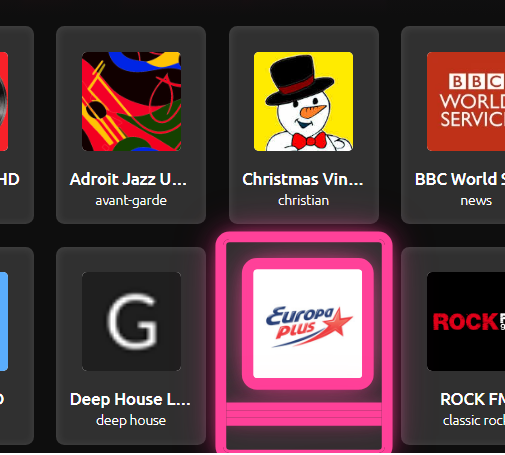 HD
Adroit Jazz U...
avant-garde
Christmas Vin...
christian
BBC
WORLD
SERVICE
BBC World S
news
G
Deep House L...
deep house
Europa
plus
ROCK F
ROCK FM
classic rock